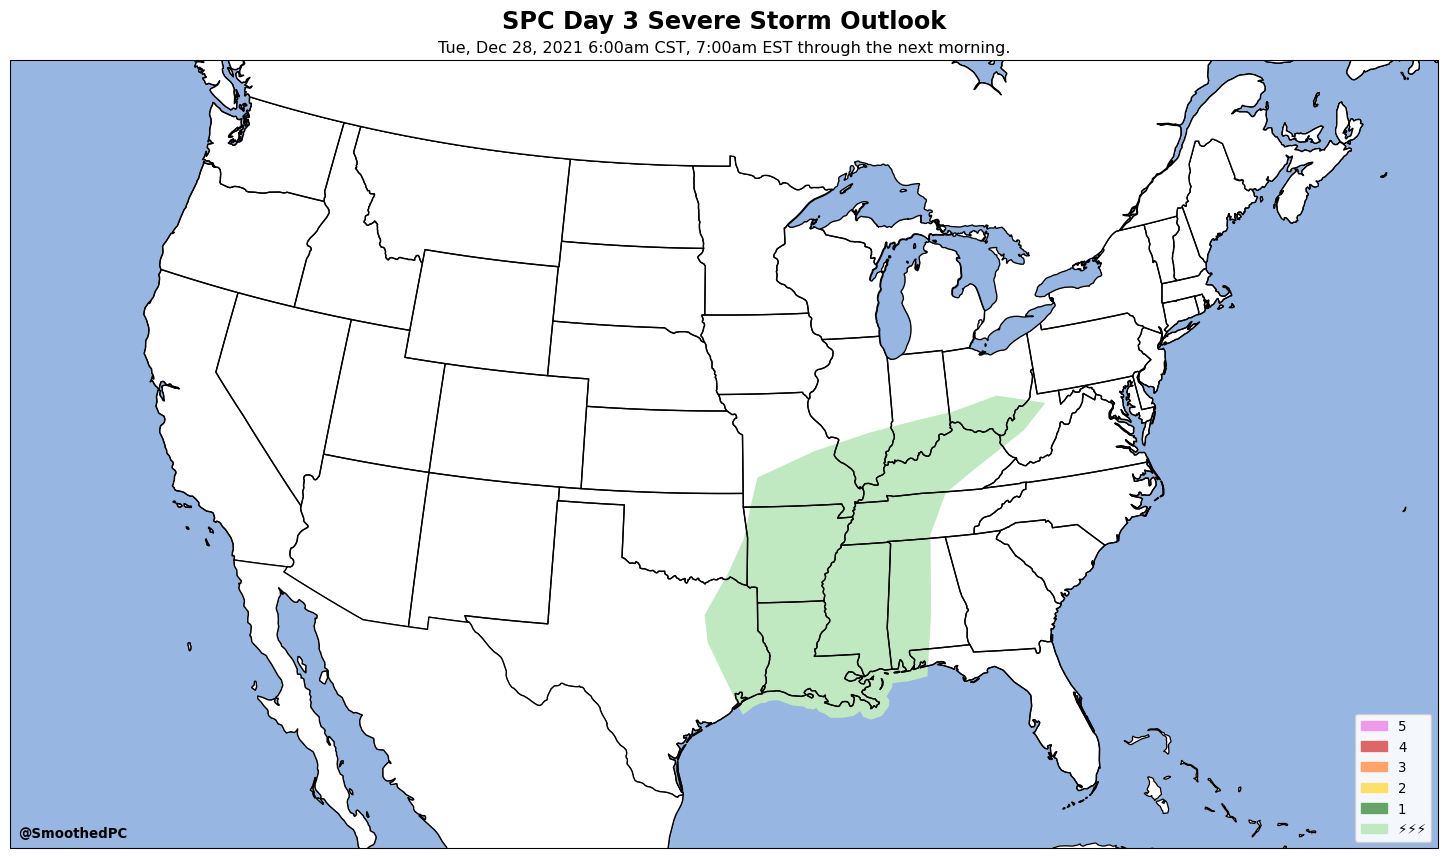 SPC Day 3 Severe Storm Outlook
Tue, Dec 28, 2021 6:00am CST, 7:00am EST through the next morning.
5
4
3
2
1
⚡⚡⚡
@SmoothedPC